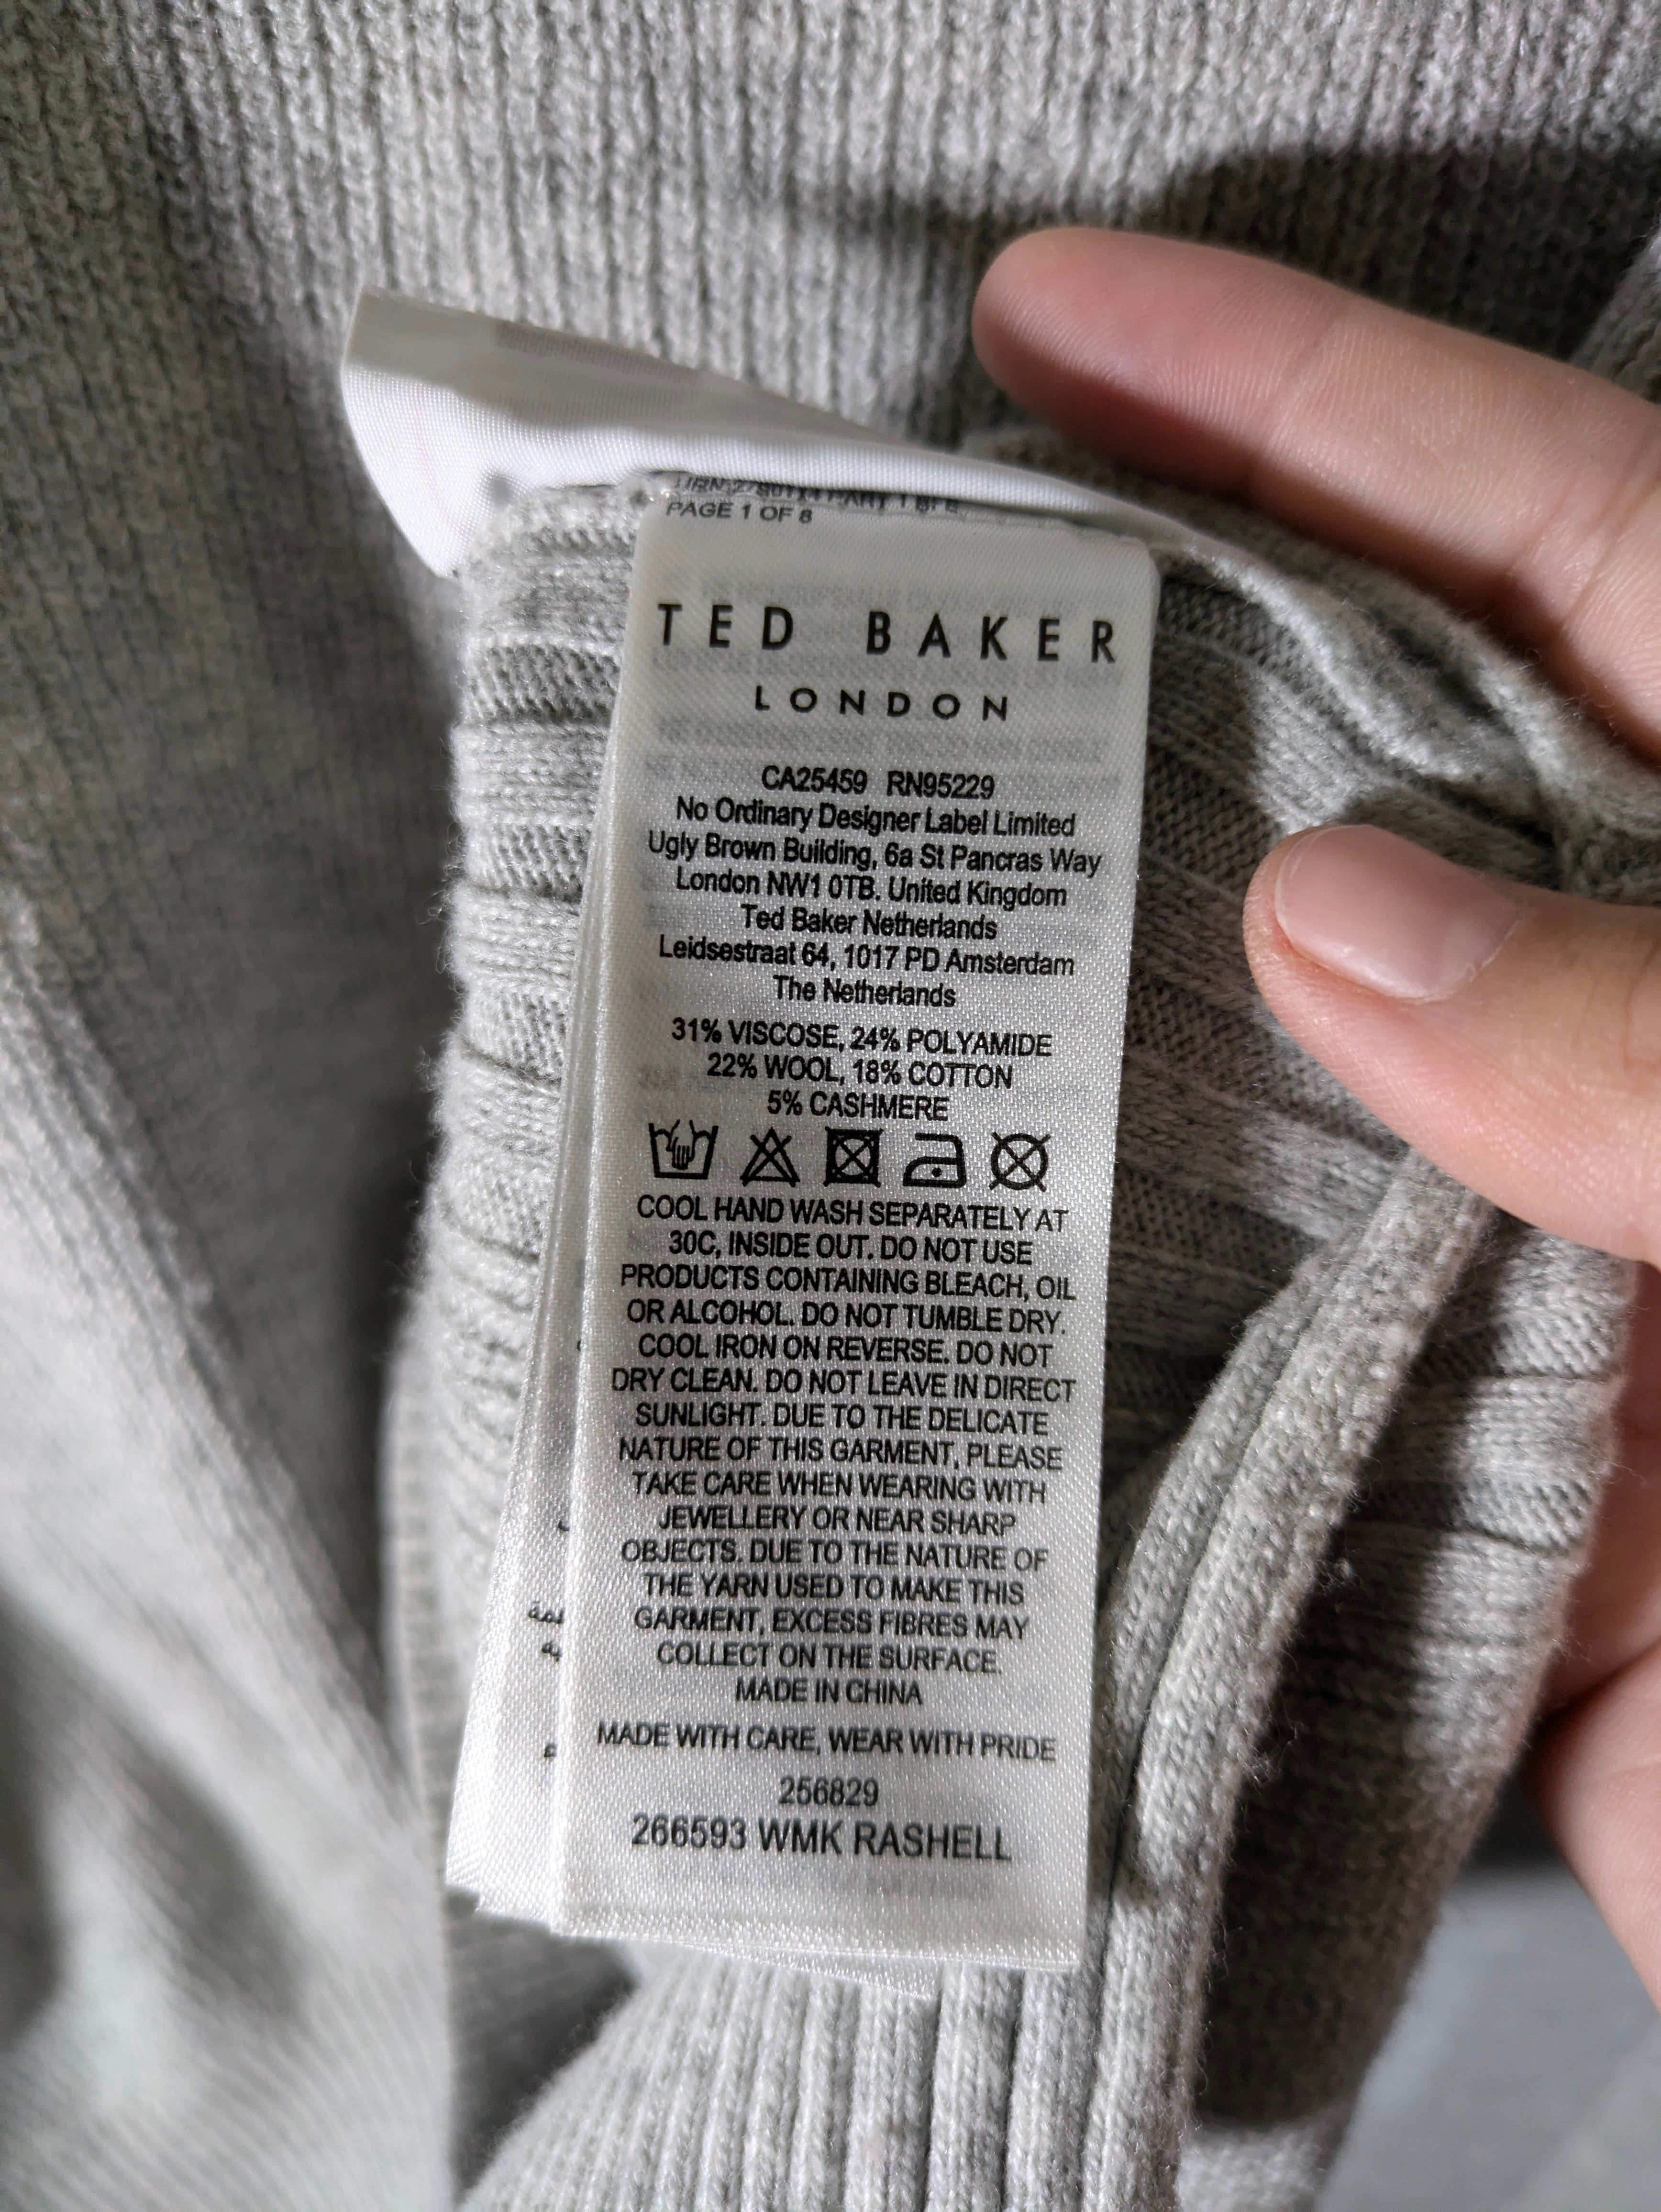 PAGE 1 OF 8
TED BAKER
LONDON
CA25459 RN95229
No Ordinary Designer Label Limited
Ugly Brown Building, 6a St Pancras Way
London NW1 0TB. United Kingdom
Ted Baker Netherlands
Leidsestraat 64, 1017 PD Amsterdam
The Netherlands
31% VISCOSE, 24% POLYAMIDE
22% WOOL, 18% COTTON
5% CASHMERE
COOL HAND WASH SEPARATELY AT
30C, INSIDE OUT. DO NOT USE
PRODUCTS CONTAINING BLEACH, OIL
OR ALCOHOL. DO NOT TUMBLE DRY.
COOL IRON ON REVERSE. DO NOT
DRY CLEAN. DO NOT LEAVE IN DIRECT
SUNLIGHT. DUE TO THE DELICATE
NATURE OF THIS GARMENT, PLEASE
TAKE CARE WHEN WEARING WITH
JEWELLERY OR NEAR SHARP
OBJECTS. DUE TO THE NATURE OF
THE YARN USED TO MAKE THIS
GARMENT, EXCESS FIBRES MAY
COLLECT ON THE SURFACE.
MADE IN CHINA
MADE WITH CARE, WEAR WITH PRIDE
256829
266593 WMK RASHELL